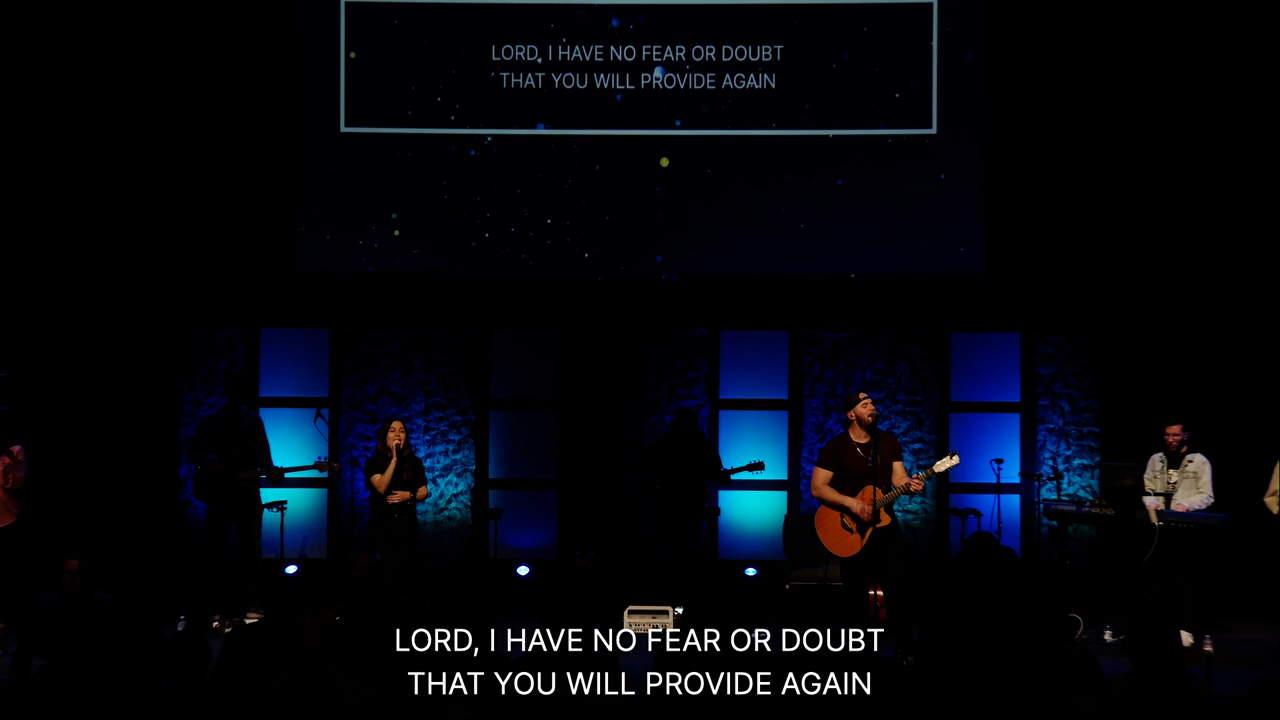 LORD, I HAVE NO FEAR OR DOUBT
THAT YOU WILL PROVIDE AGAIN
LORD, I HAVE NO FEAR OR DOUBT
THAT YOU WILL PROVIDE AGAIN